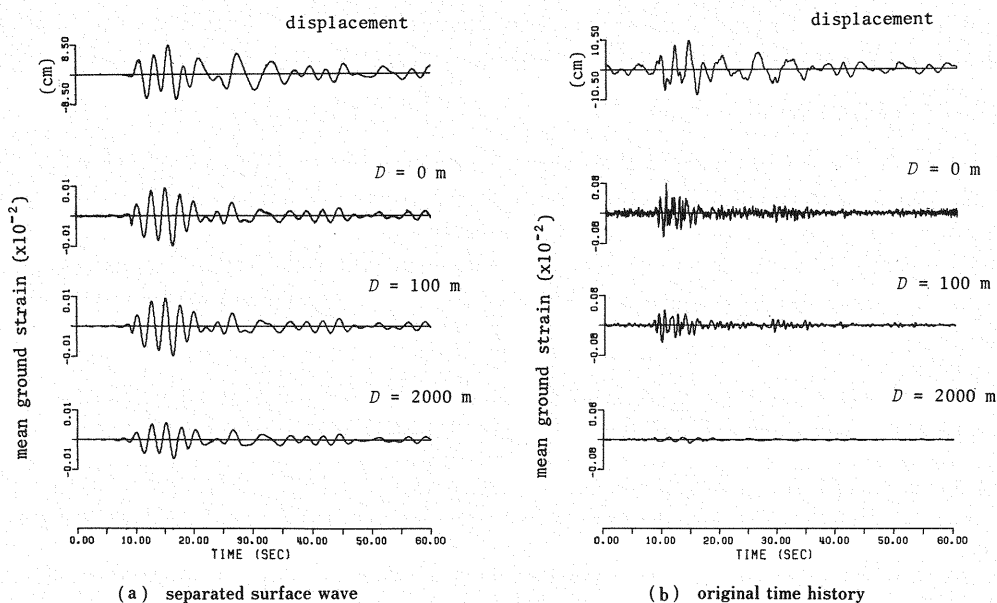 displacement
8.50
(cm)
-8.50
D = 0 m
0.01
-0.01
D = 100 m
0.01
-0.01
D = 2000 m
0.01
-0.01
mean ground strain (x10⁻²)
0.00 10.00 20.00 30.00 40.00 50.00 60.00
TIME (SEC)
(a) separated surface wave
displacement
10.50
(cm)
-10.50
D = 0 m
0.08
-0.08
D = 100 m
0.08
-0.08
D = 2000 m
0.08
-0.08
mean ground strain (x10⁻²)
0.00 10.00 20.00 30.00 40.00 50.00 60.00
TIME (SEC)
(b) original time history